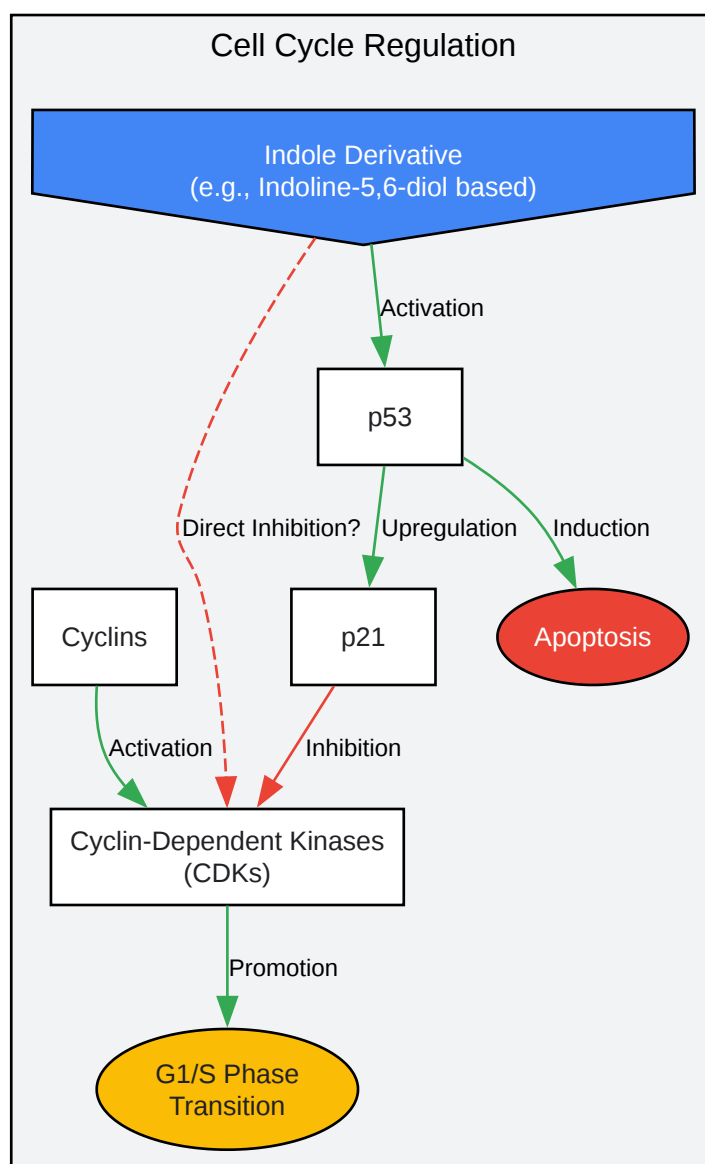 Cell Cycle Regulation
Indole Derivative
(e.g., Indoline-5,6-diol based)
Activation
p53
Direct Inhibition?
Upregulation
Induction
Cyclins
p21
Apoptosis
Activation
Inhibition
Cyclin-Dependent Kinases
(CDKs)
Promotion
G1/S Phase
Transition